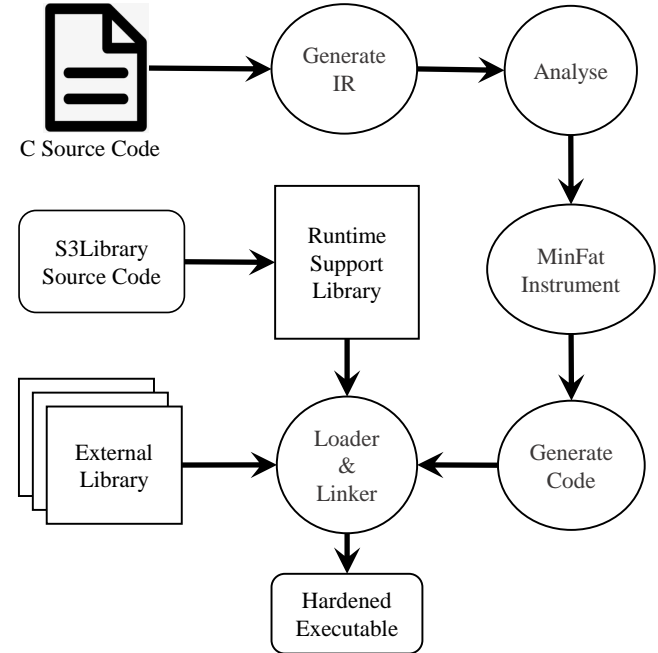 Generate
IR
Analyse
C Source Code
S3Library
Source Code
Runtime
Support
Library
MinFat
Instrument
External
Library
Loader
&
Linker
Generate
Code
Hardened
Executable